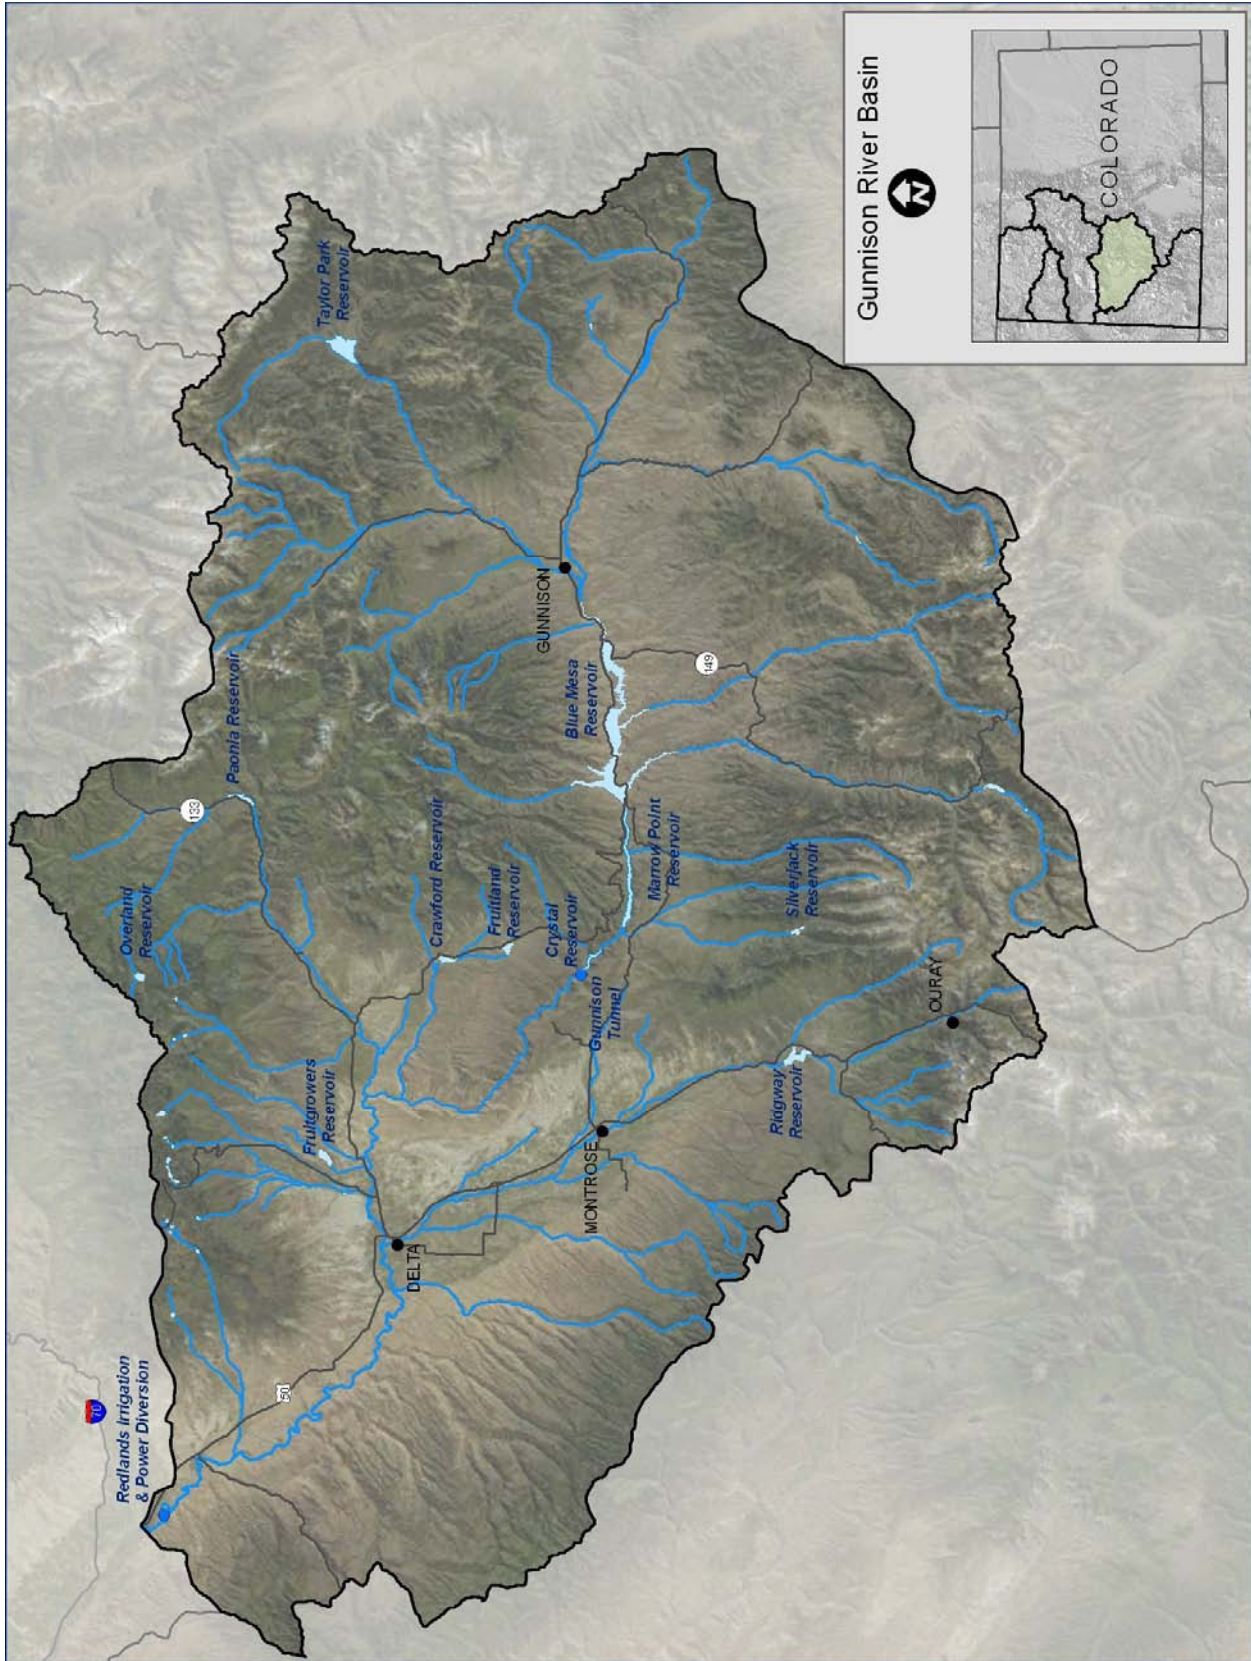 Redlands Irrigation
& Power Diversion
70
50
Overland
Reservoir
133
Paonia Reservoir
Taylor Park
Reservoir
Fruitgrowers
Reservoir
DELTA
Crawford Reservoir
Fruitland
Reservoir
Crystal
Reservoir
Gunnison
Tunnel
MONTROSE
Blue Mesa
Reservoir
GUNNISON
Marrow Point
Reservoir
149
Silverjack
Reservoir
Ridgway
Reservoir
OURAY
Gunnison River Basin
N
COLORADO